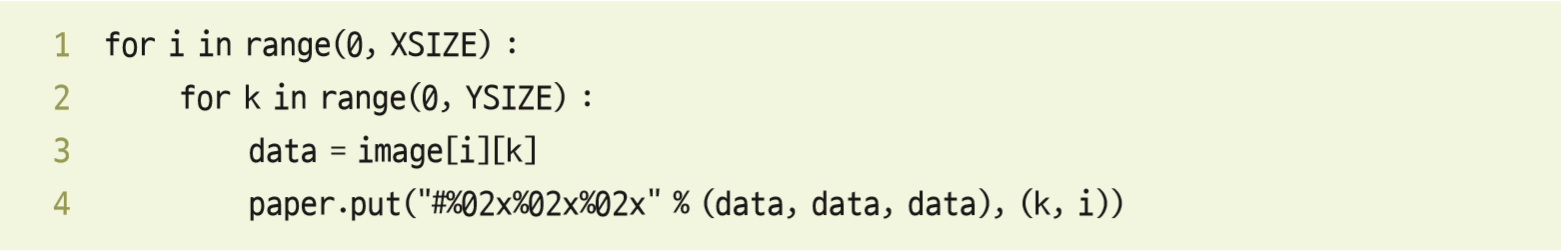 1 for i in range(0, XSIZE) :
2 for k in range(0, YSIZE) :
3 data = image[i][k]
4 paper.put("#%02x%02x%02x" % (data, data, data), (k, i))